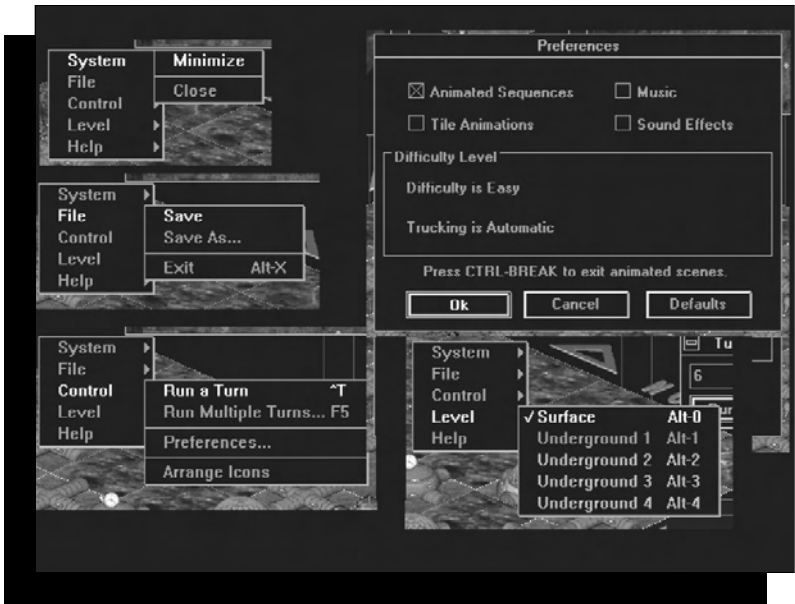 System
File
Control
Level
Help
Minimize
Close
System
File
Control
Level
Help
Save
Save As...
Exit Alt-X
System
File
Control
Level
Help
Run a Turn ^T
Run Multiple Turns... F5
Preferences...
Arrange Icons
Preferences
Animated Sequences Music
Tile Animations Sound Effects
Difficulty Level
Difficulty is Easy
Trucking is Automatic
Press CTRL-BREAK to exit animated scenes.
Ok Cancel Defaults
System
File
Control
Level
Help
✓ Surface Alt-0
Underground 1 Alt-1
Underground 2 Alt-2
Underground 3 Alt-3
Underground 4 Alt-4
Tu
6